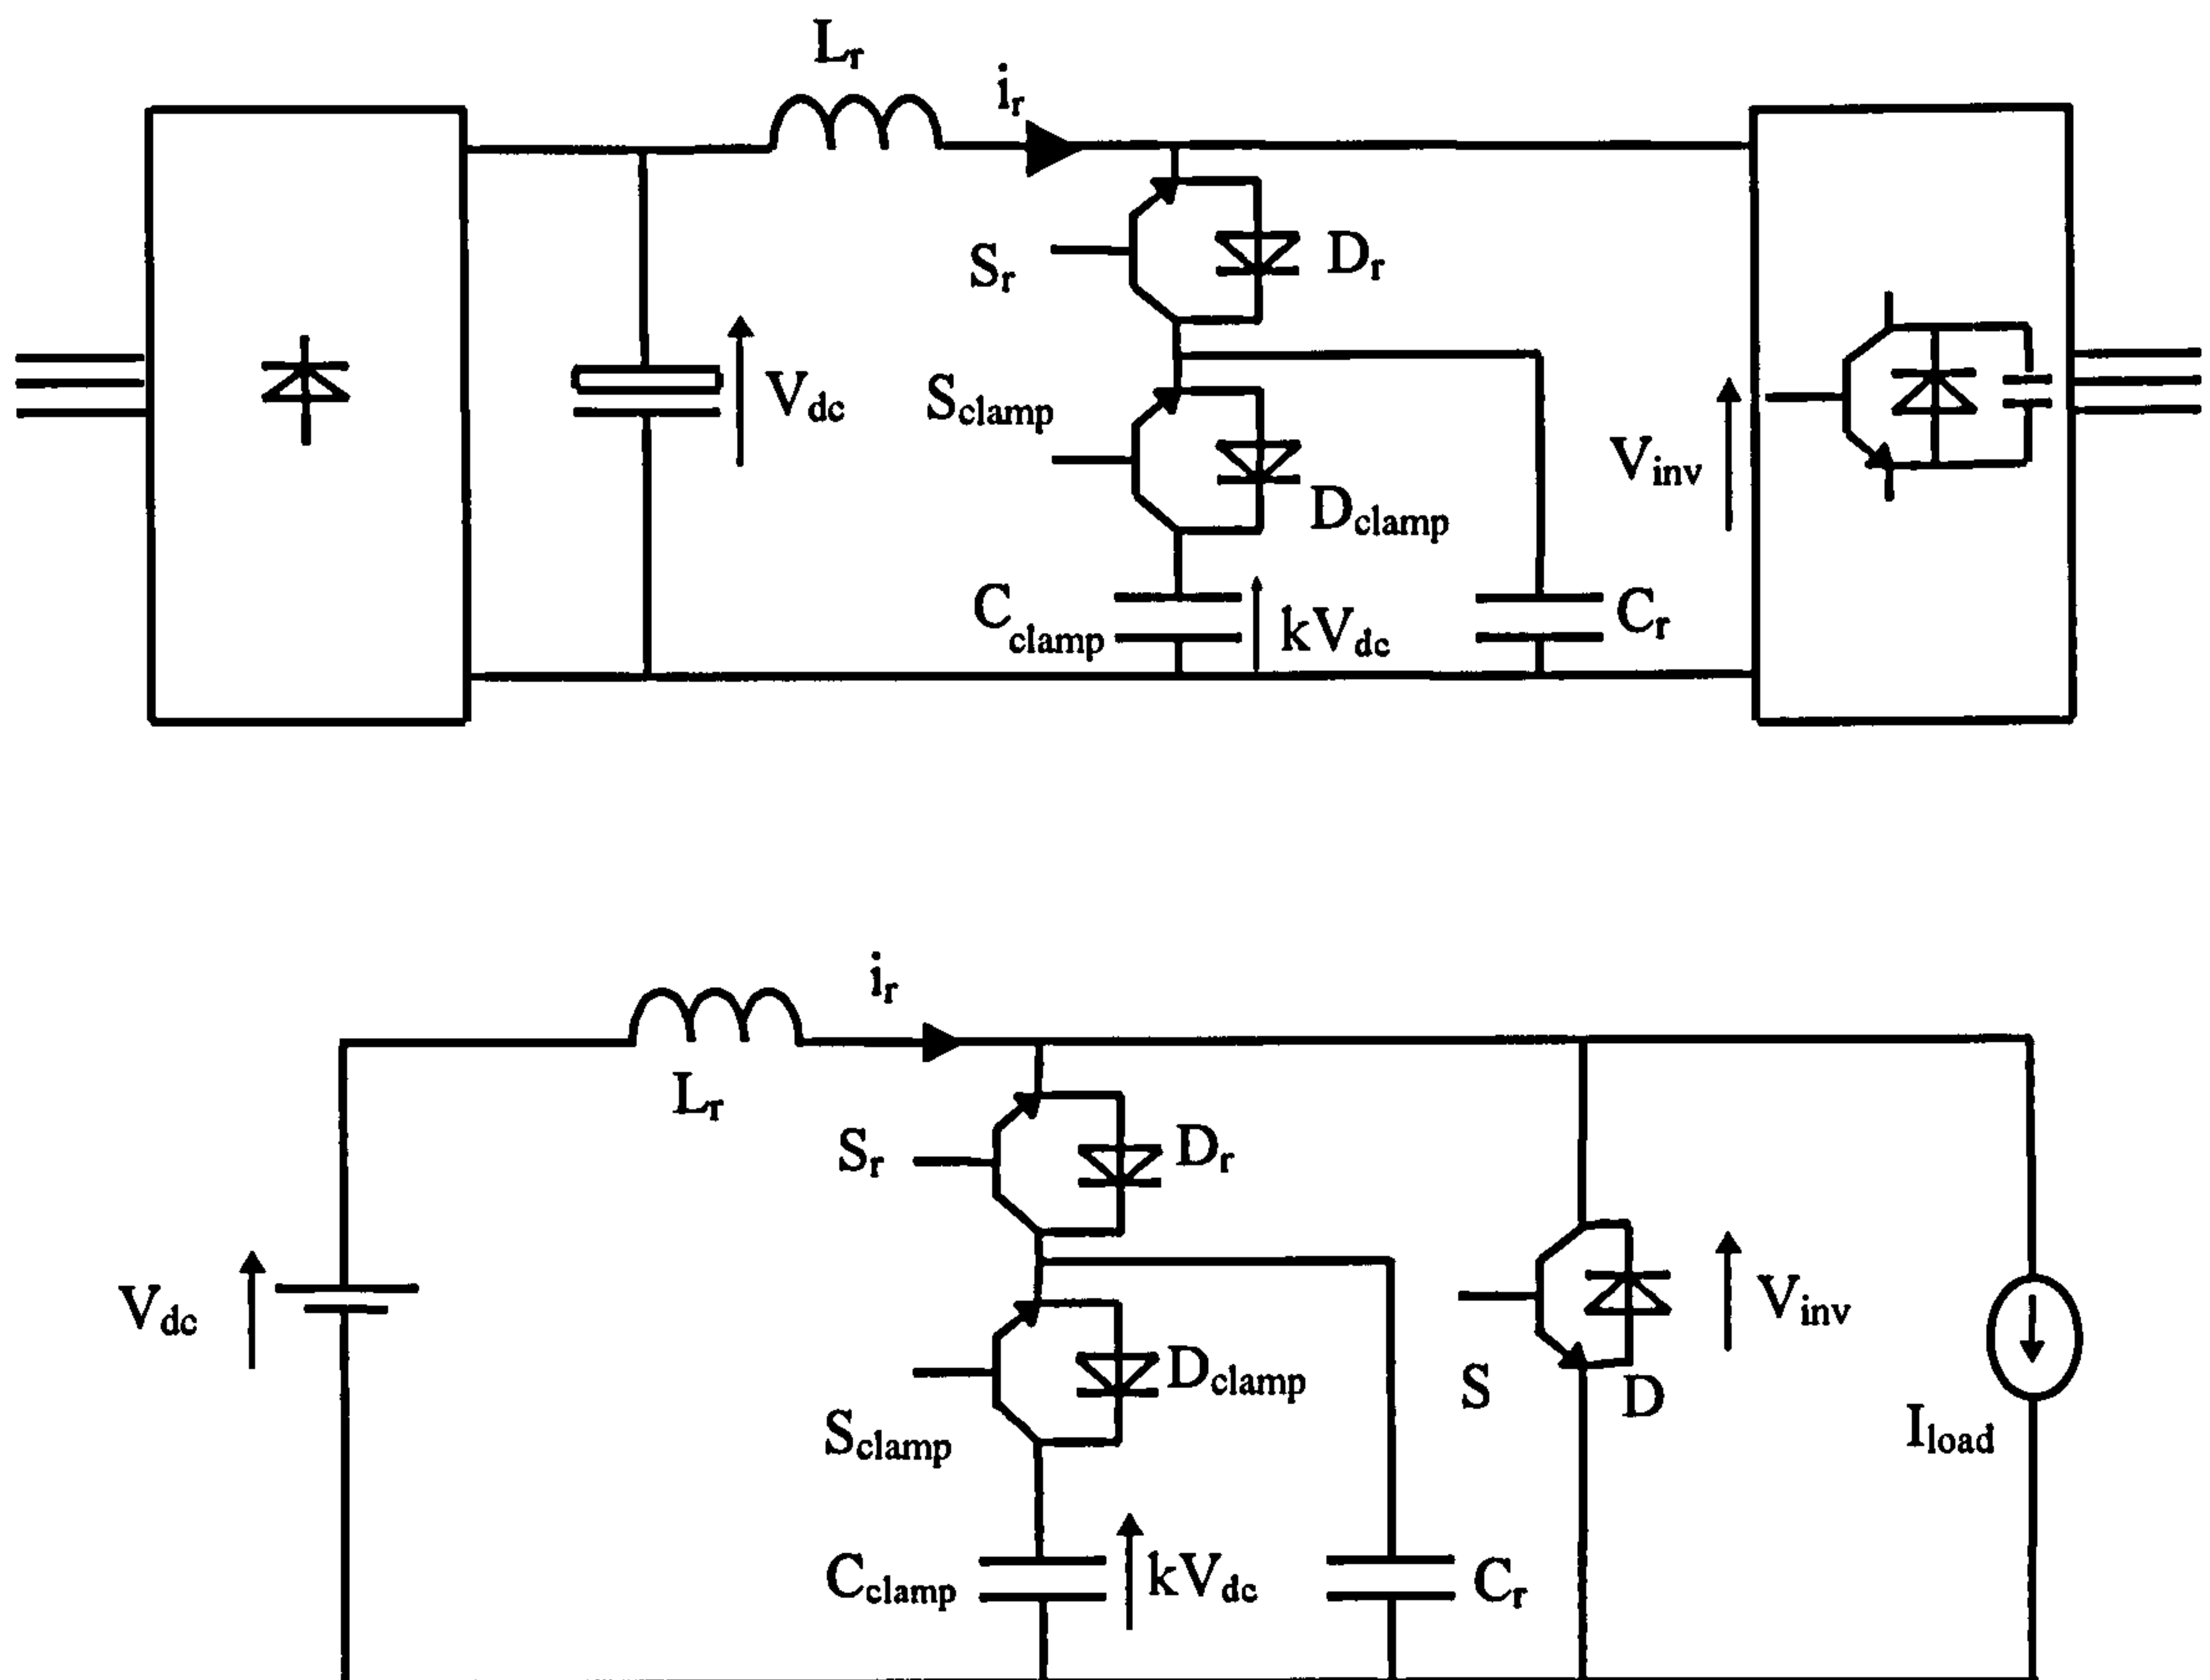 Lr
ir
Sr
Dr
Vdc
Sclamp
Dclamp
Vinv
Cclamp
kVdc
Cr
ir
Lr
Sr
Dr
Vdc
Vinv
Dclamp
S
D
Sclamp
Iload
Cclamp
kVdc
Cr